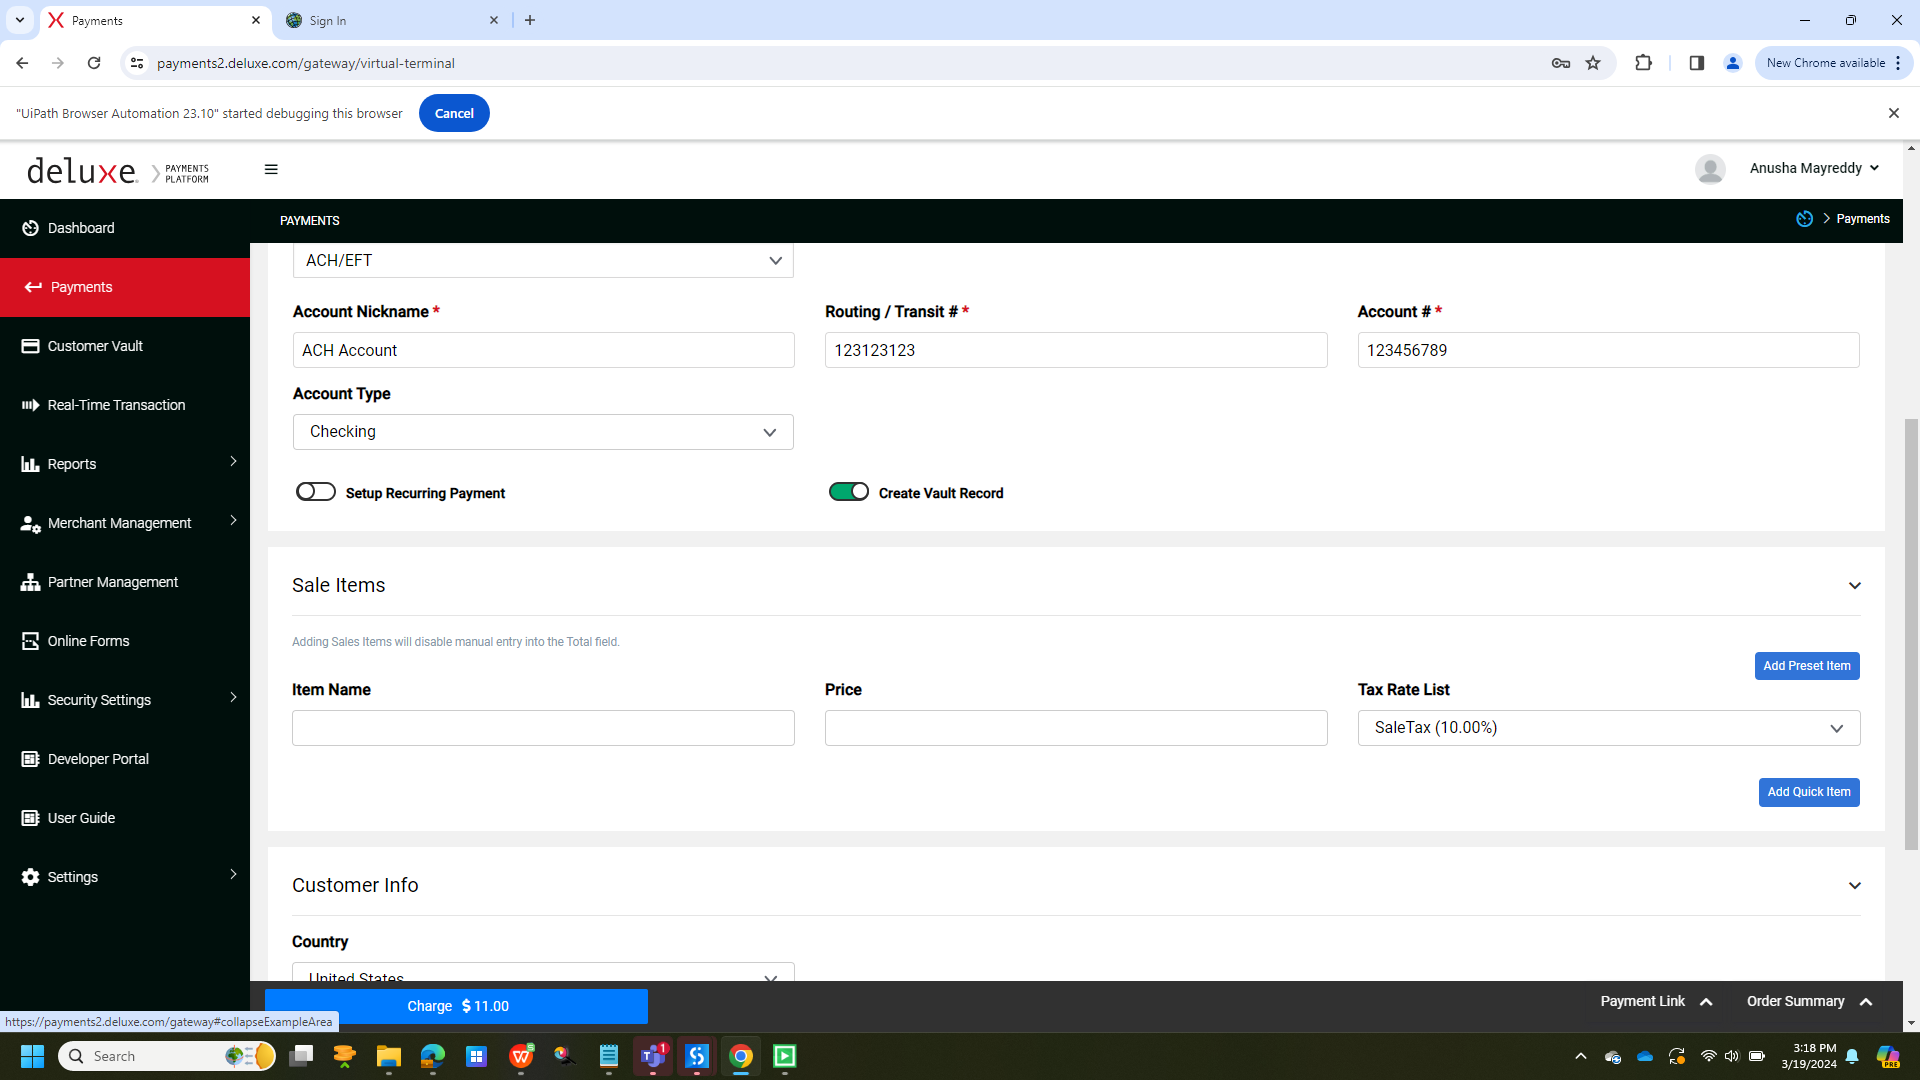 Payments
Sign In
payments2.deluxe.com/gateway/virtual-terminal
New Chrome available
"UiPath Browser Automation 23.10" started debugging this browser
Cancel
deluxe. PAYMENTS PLATFORM
Anusha Mayreddy
Dashboard
PAYMENTS
Payments
Payments
Customer Vault
Real-Time Transaction
Reports
Merchant Management
Partner Management
Online Forms
Security Settings
Developer Portal
User Guide
Settings
ACH/EFT
Account Nickname *
Routing / Transit # *
Account # *
ACH Account
123123123
123456789
Account Type
Checking
Setup Recurring Payment
Create Vault Record
Sale Items
Adding Sales Items will disable manual entry into the Total field.
Add Preset Item
Item Name
Price
Tax Rate List
SaleTax (10.00%)
Add Quick Item
Customer Info
Country
United States
Charge $ 11.00
Payment Link
Order Summary
https://payments2.deluxe.com/gateway#collapseExampleArea
Search
1
3:18 PM
3/19/2024
PRE